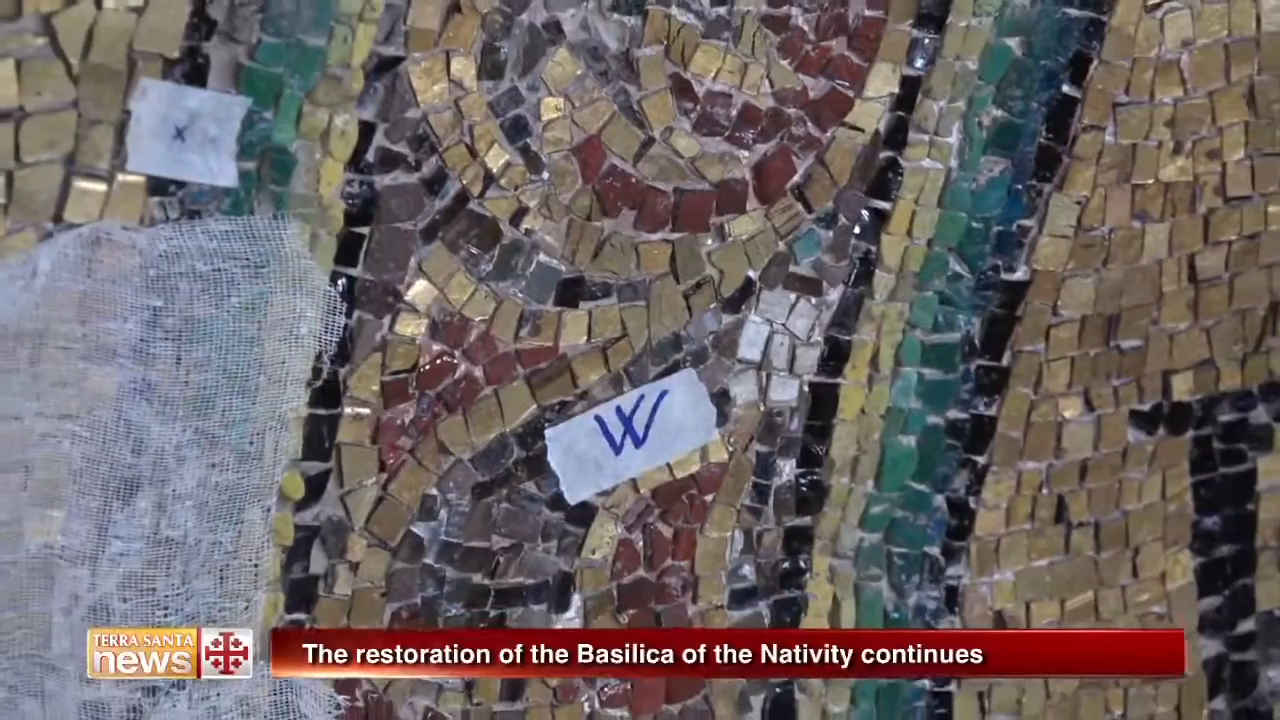 x
W
TERRA SANTA
news
The restoration of the Basilica of the Nativity continues